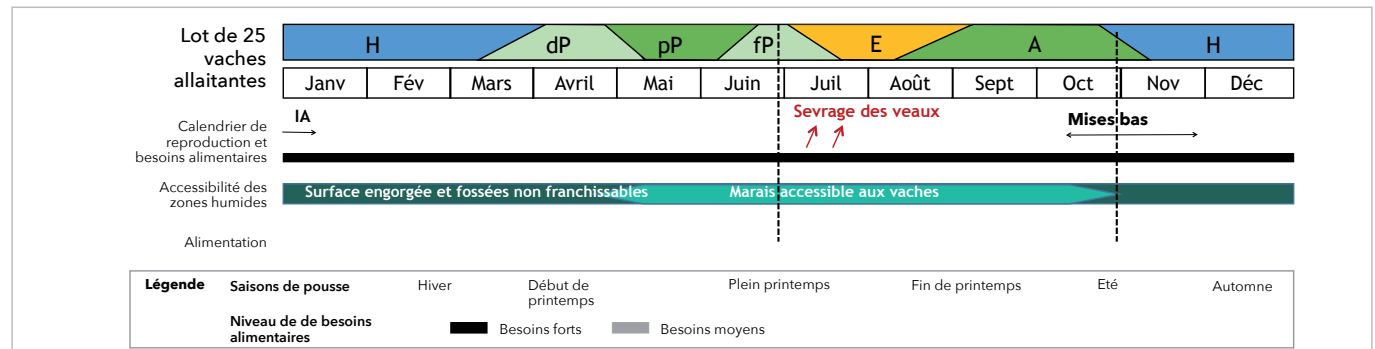 Lot de 25
vaches
allaitantes
H dP pP fP E A H
Janv Fév Mars Avril Mai Juin Juil Août Sept Oct Nov Déc
IA
Sevrage des veaux
Mises bas
Calendrier de
reproduction et
besoins alimentaires
Accessibilité des
zones humides
Surface engorgée et fossées non franchissables Marais accessible aux vaches
Alimentation
Légende Saisons de pousse Hiver Début de
printemps Plein printemps Fin de printemps Eté Automne
Niveau de de besoins
alimentaires Besoins forts Besoins moyens